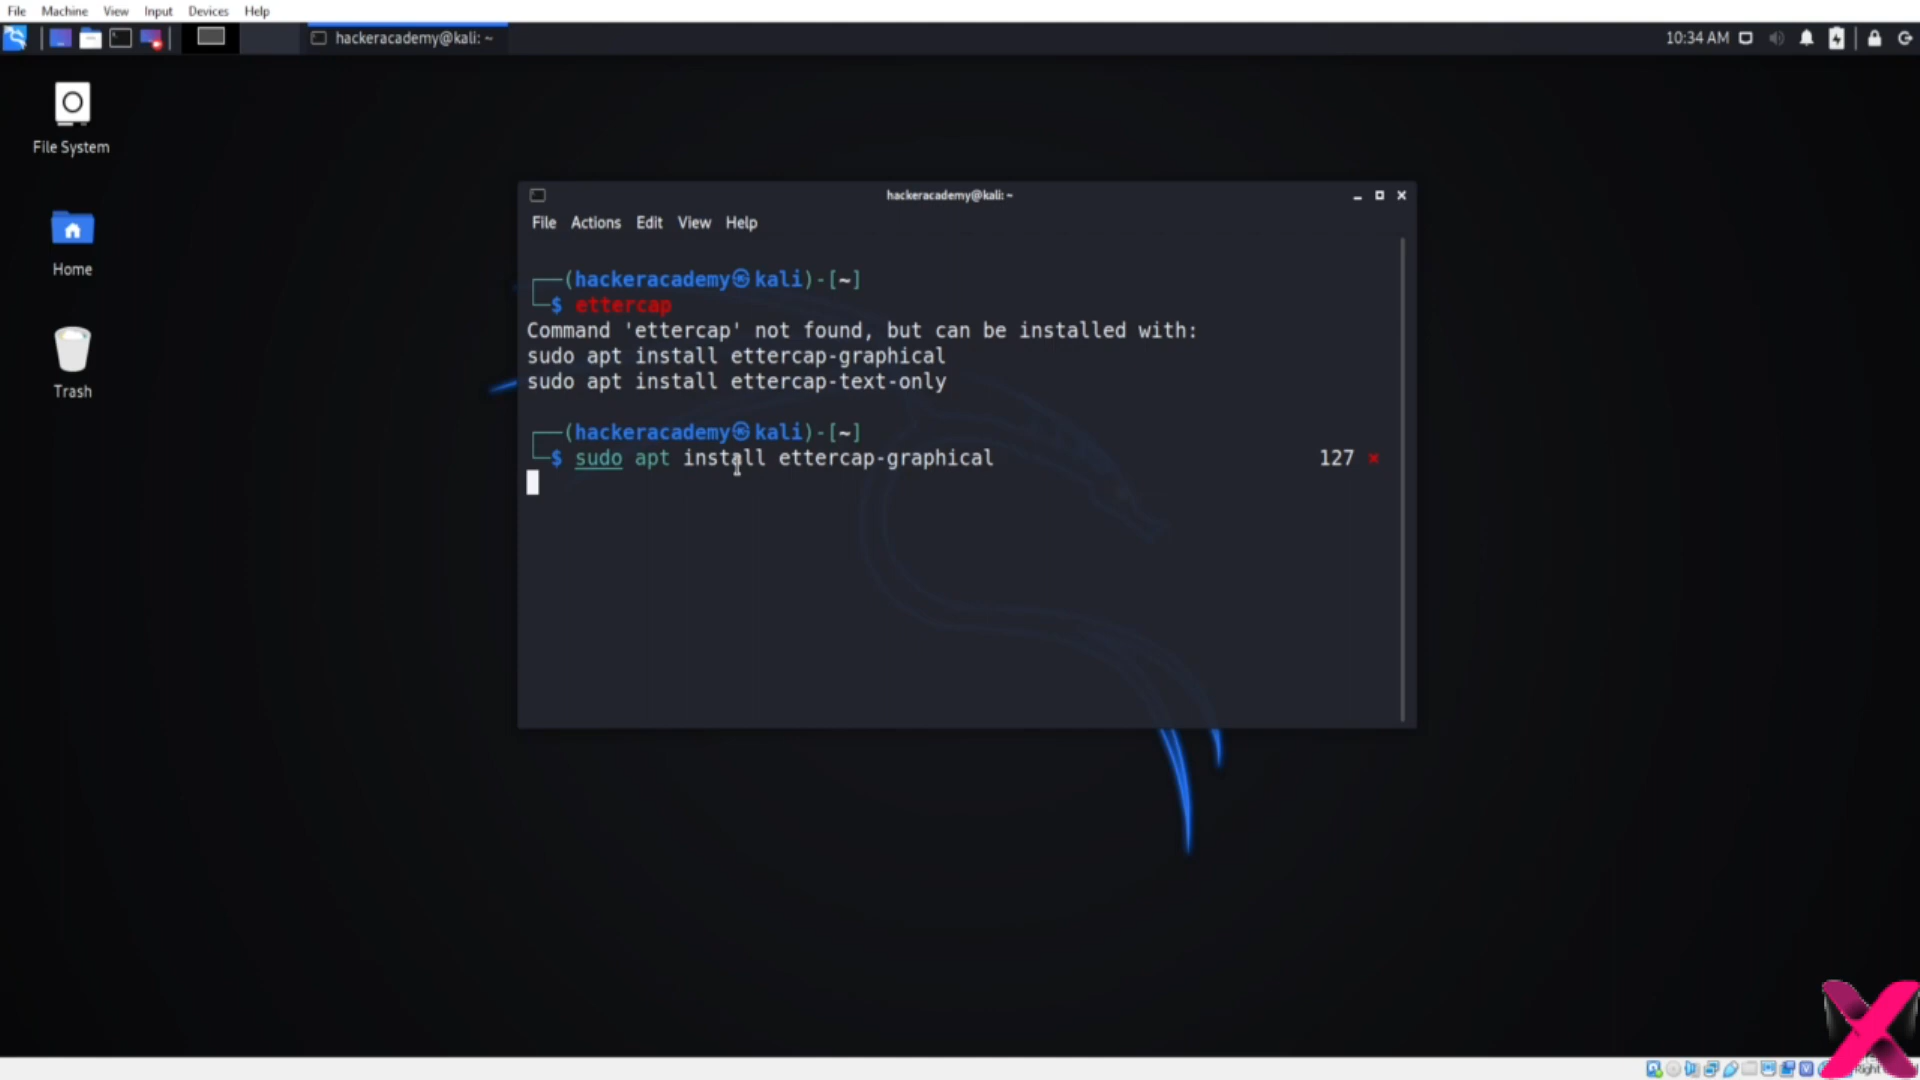 File Machine View Input Devices Help
hackeracademy@kali: ~
10:34 AM
File System
Home
Trash
hackeracademy@kali: ~
File Actions Edit View Help
(hackeracademy㉿kali)-[~]
$ ettercap
Command 'ettercap' not found, but can be installed with:
sudo apt install ettercap-graphical
sudo apt install ettercap-text-only
(hackeracademy㉿kali)-[~]
$ sudo apt install ettercap-graphical 127 ×
Right